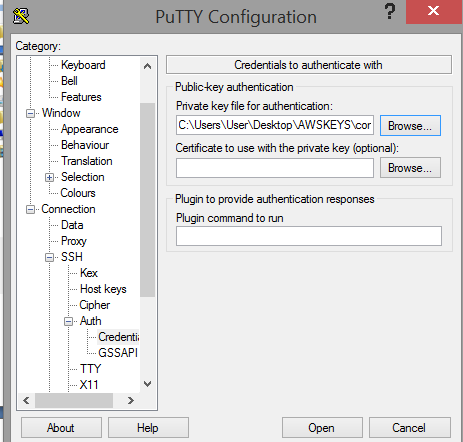 PuTTY Configuration
Category:
Keyboard
Bell
Features
Window
Appearance
Behaviour
Translation
Selection
Colours
Connection
Data
Proxy
SSH
Kex
Host keys
Cipher
Auth
Credentia
GSSAPI
TTY
X11
Credentials to authenticate with
Public-key authentication
Private key file for authentication:
C:\Users\User\Desktop\AWSKEYS\cor
Browse...
Certificate to use with the private key (optional):
Browse...
Plugin to provide authentication responses
Plugin command to run
About
Help
Open
Cancel